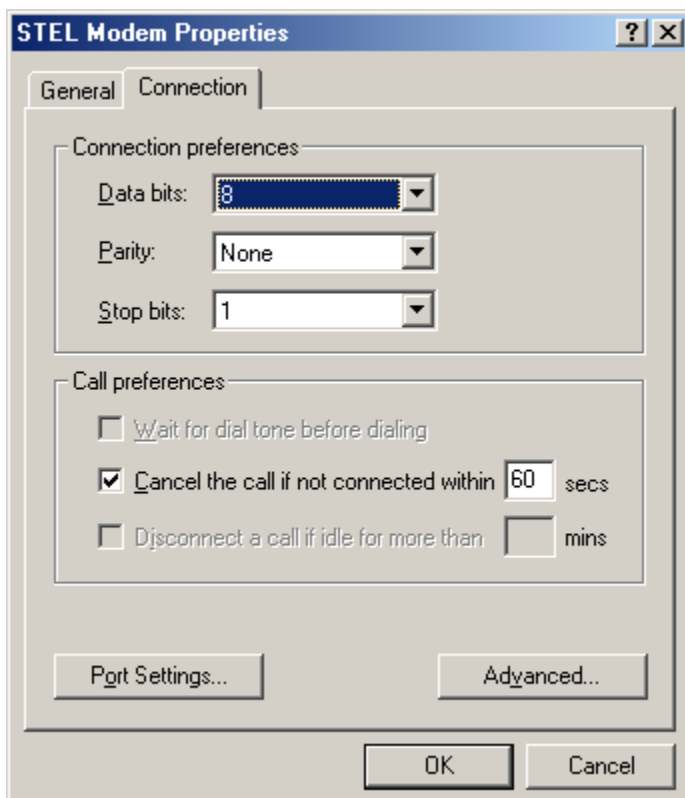 STEL Modem Properties
General Connection
Connection preferences
Data bits: 8
Parity: None
Stop bits: 1
Call preferences
Wait for dial tone before dialing
Cancel the call if not connected within 60 secs
Disconnect a call if idle for more than mins
Port Settings... Advanced...
OK Cancel